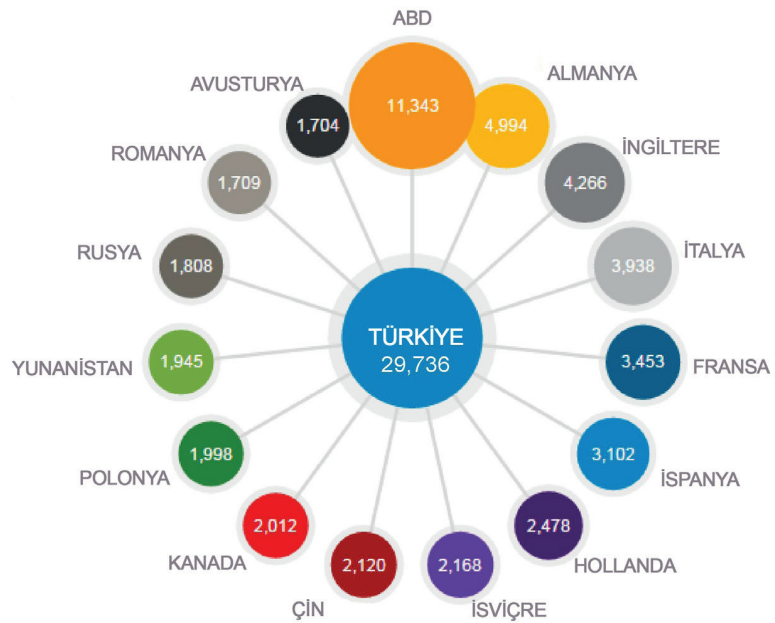 ABD
11,343
ALMANYA
4,994
İNGİLTERE
4,266
İTALYA
3,938
FRANSA
3,453
İSPANYA
3,102
HOLLANDA
2,478
İSVİÇRE
2,168
ÇİN
2,120
KANADA
2,012
POLONYA
1,998
YUNANİSTAN
1,945
RUSYA
1,808
ROMANYA
1,709
AVUSTURYA
1,704
TÜRKİYE
29,736